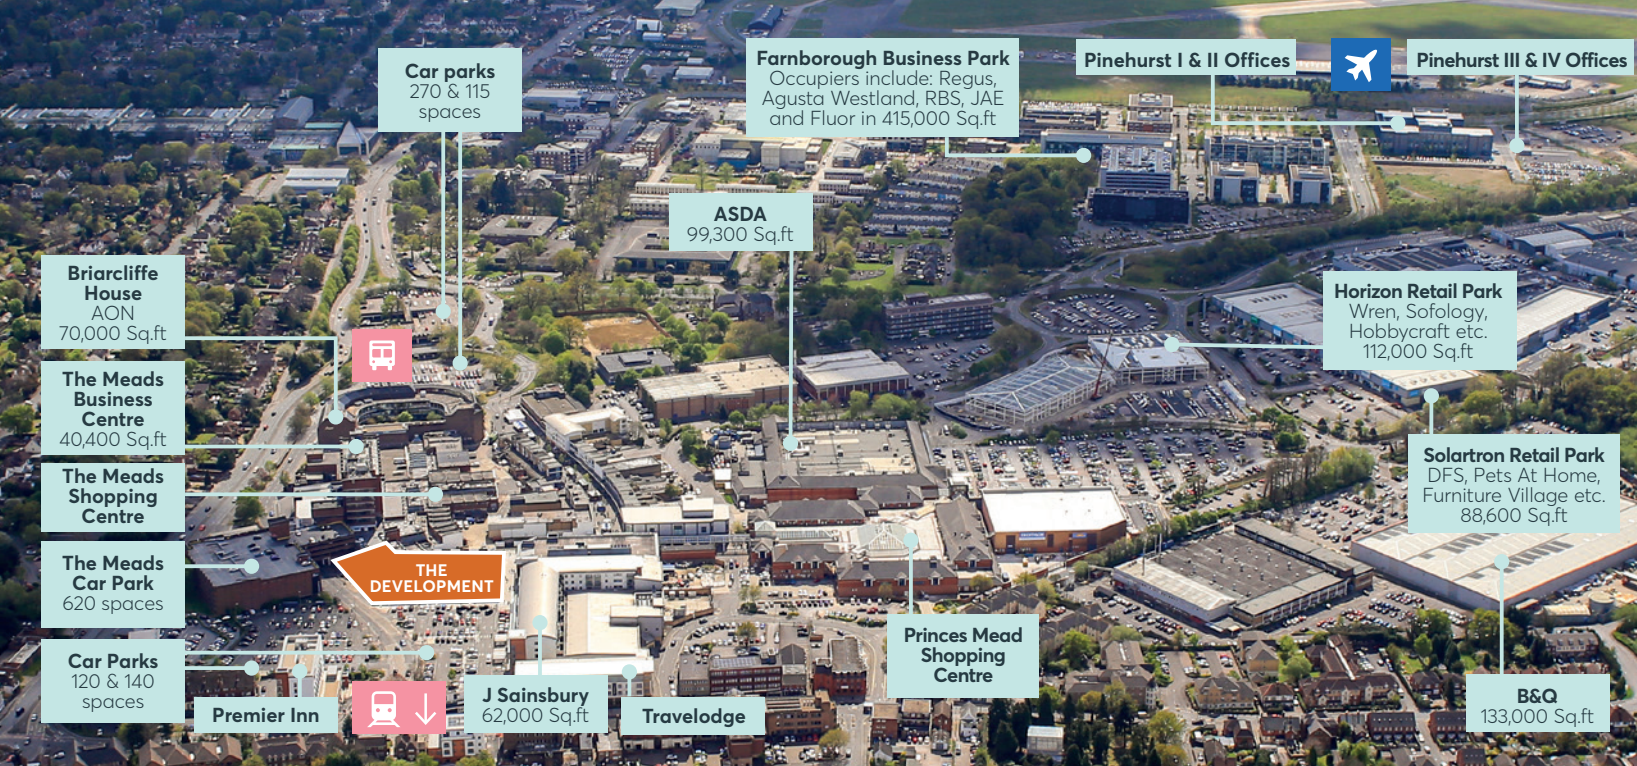 Car parks
270 & 115
spaces
Farnborough Business Park
Occupiers include: Regus,
Agusta Westland, RBS, JAE
and Fluor in 415,000 Sq.ft
Pinehurst I & II Offices
Pinehurst III & IV Offices
ASDA
99,300 Sq.ft
Briarcliffe
House
AON
70,000 Sq.ft
Horizon Retail Park
Wren, Sofology,
Hobbycraft etc.
112,000 Sq.ft
The Meads
Business
Centre
40,400 Sq.ft
The Meads
Shopping
Centre
Solartron Retail Park
DFS, Pets At Home,
Furniture Village etc.
88,600 Sq.ft
The Meads
Car Park
620 spaces
THE
DEVELOPMENT
Princes Mead
Shopping
Centre
Car Parks
120 & 140
spaces
Premier Inn
J Sainsbury
62,000 Sq.ft
Travelodge
B&Q
133,000 Sq.ft